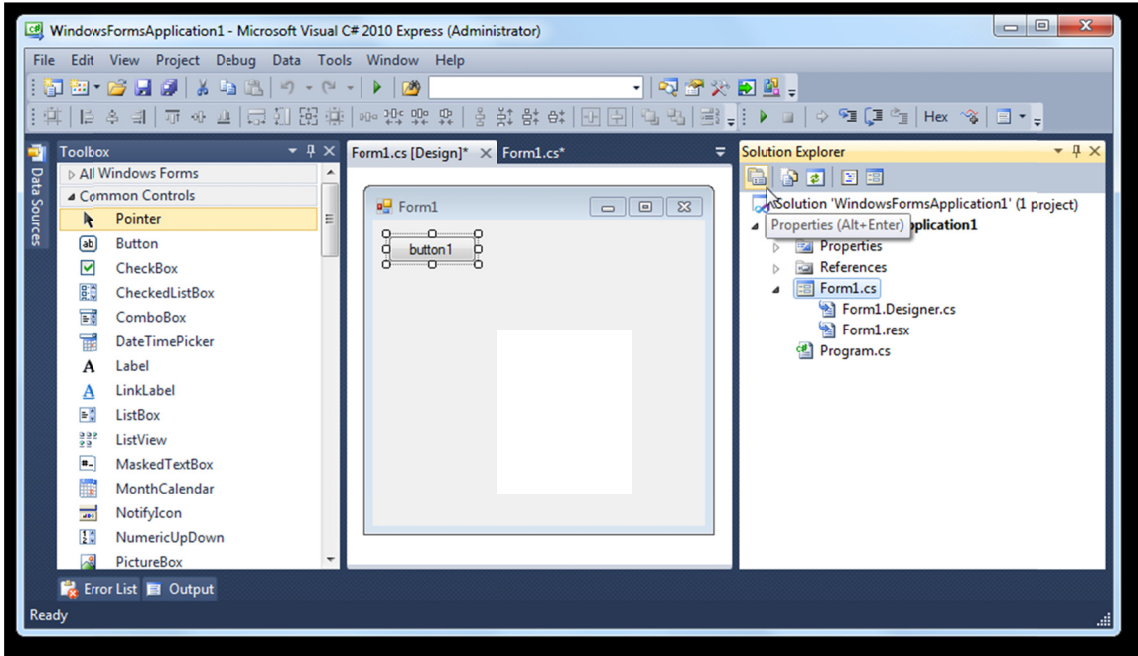 WindowsFormsApplication1 - Microsoft Visual C# 2010 Express (Administrator)
File Edit View Project Debug Data Tools Window Help
Hex
Data Sources
Toolbox
All Windows Forms
Common Controls
Pointer
Button
CheckBox
CheckedListBox
ComboBox
DateTimePicker
Label
LinkLabel
ListBox
ListView
MaskedTextBox
MonthCalendar
NotifyIcon
NumericUpDown
PictureBox
Form1.cs [Design]* Form1.cs*
Form1
button1
Solution Explorer
Solution 'WindowsFormsApplication1' (1 project)
Properties (Alt+Enter) plication1
Properties
References
Form1.cs
Form1.Designer.cs
Form1.resx
Program.cs
Error List Output
Ready